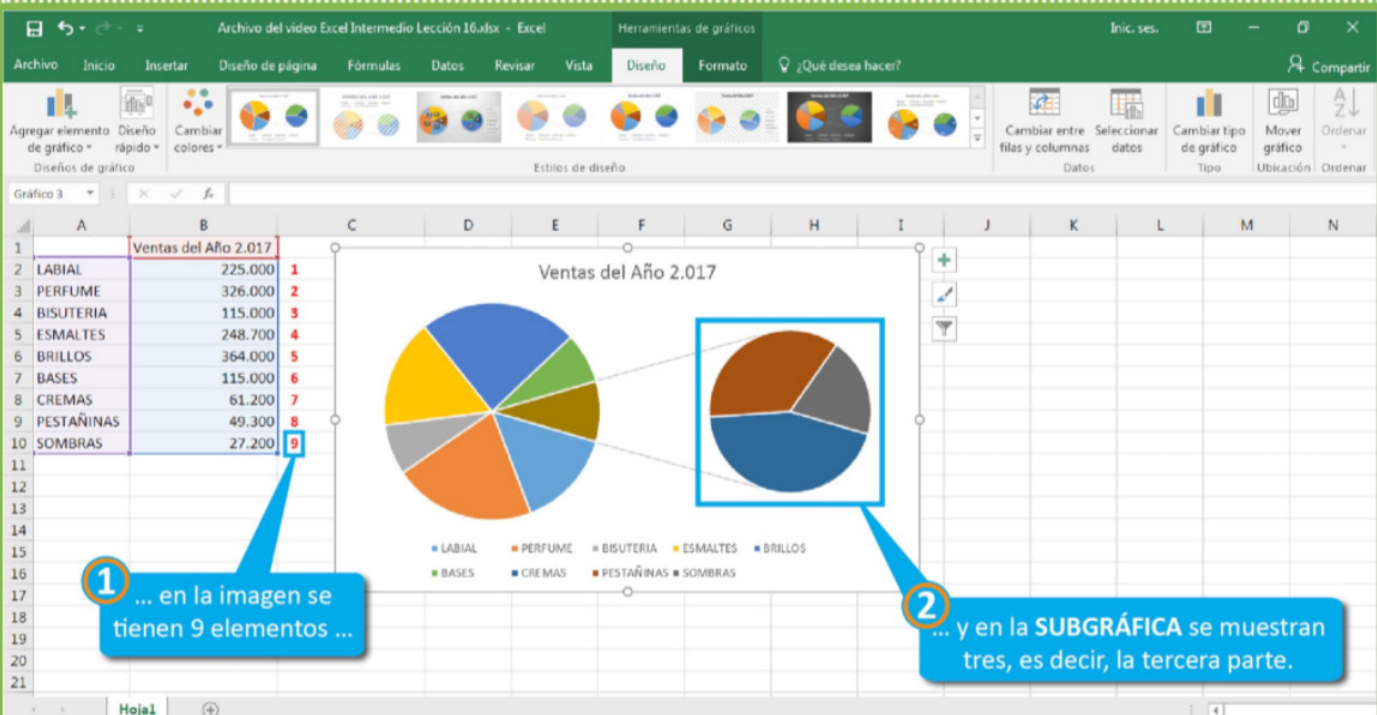 Archivo del video Excel Intermedio Lección 16.xlsx - Excel
Herramientas de gráficos
Inic. ses.
Archivo Inicio Insertar Diseño de página Fórmulas Datos Revisar Vista Diseño Formato ¿Qué desea hacer? Compartir
Agregar elemento de gráfico
Diseño rápido
Cambiar colores
Cambiar entre filas y columnas
Seleccionar datos
Cambiar tipo de gráfico
Mover gráfico
Ordenar
Diseños de gráfico
Estilos de diseño
Datos
Tipo
Ubicación
Ordenar
Gráfico 3
fx
A B C D E F G H I J K L M N
1 Ventas del Año 2.017
2 LABIAL 225.000 1
3 PERFUME 326.000 2
4 BISUTERIA 115.000 3
5 ESMALTES 248.700 4
6 BRILLOS 364.000 5
7 BASES 115.000 6
8 CREMAS 61.200 7
9 PESTAÑINAS 49.300 8
10 SOMBRAS 27.200 9
11
12
13
14
15
16
17
18
19
20
21
Ventas del Año 2.017
LABIAL PERFUME BISUTERIA ESMALTES BRILLOS
BASES CREMAS PESTAÑINAS SOMBRAS
1
... en la imagen se
tienen 9 elementos ...
2
... y en la SUBGRÁFICA se muestran
tres, es decir, la tercera parte.
Hoja1